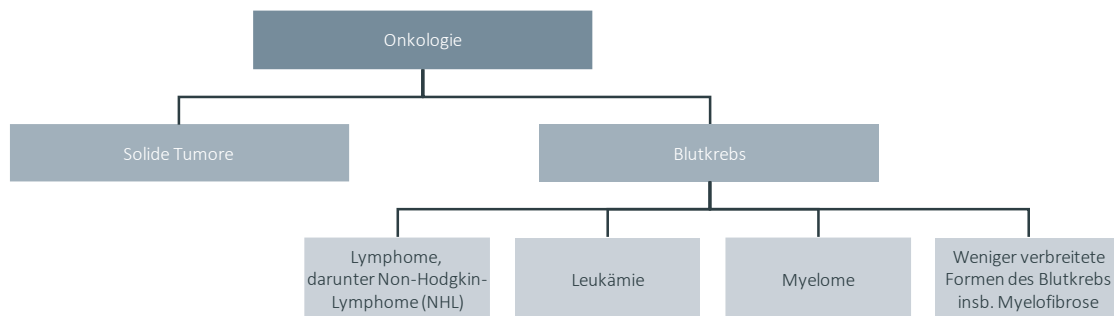 Onkologie
Solide Tumore
Blutkrebs
Lymphome,
darunter Non-Hodgkin-
Lymphome (NHL)
Leukämie
Myelome
Weniger verbreitete
Formen des Blutkrebs
insb. Myelofibrose